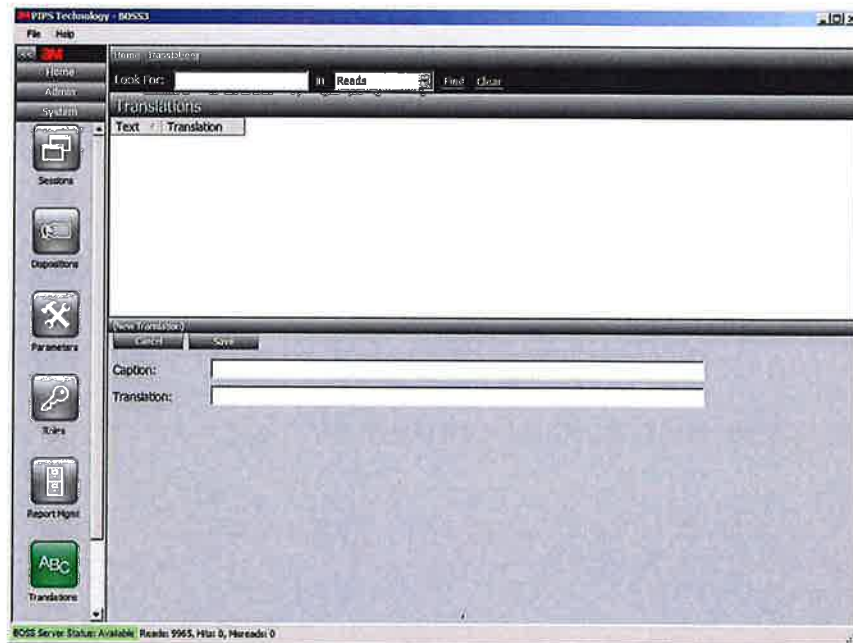 3M PIPS Technology - BOSS3
File Help
<< 3M
Home
Admin
System
Sessions
Dispositions
Parameters
Roles
Report Mgmt
Translations
Home Translations
Look For: in Reads Find Clear
Translations
Text Translation
(New Translation)
Cancel Save
Caption:
Translation:
ABC
BOSS Server Status: Available Reads: 9965, Hits: 0, Misreads: 0